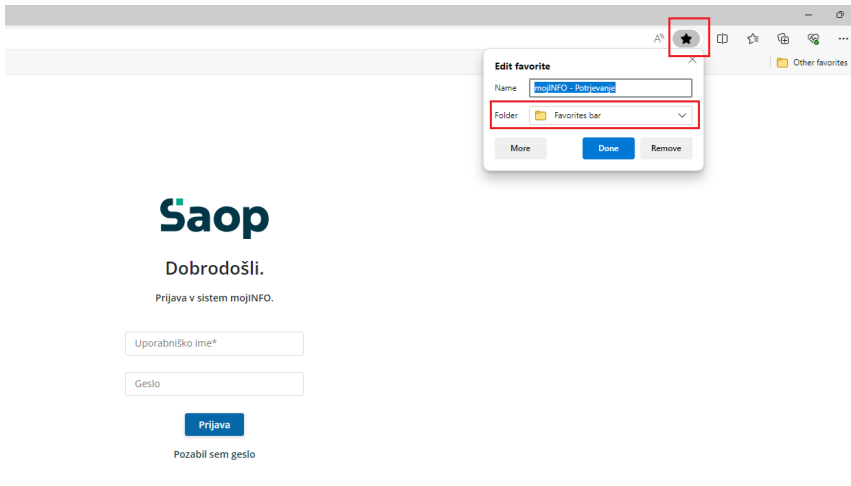 Other favorites
Edit favorite
Name mojINFO - Potrjevanje
Folder Favorites bar
More Done Remove
Saop
Dobrodošli.
Prijava v sistem mojINFO.
Uporabniško ime*
Geslo
Prijava
Pozabil sem geslo